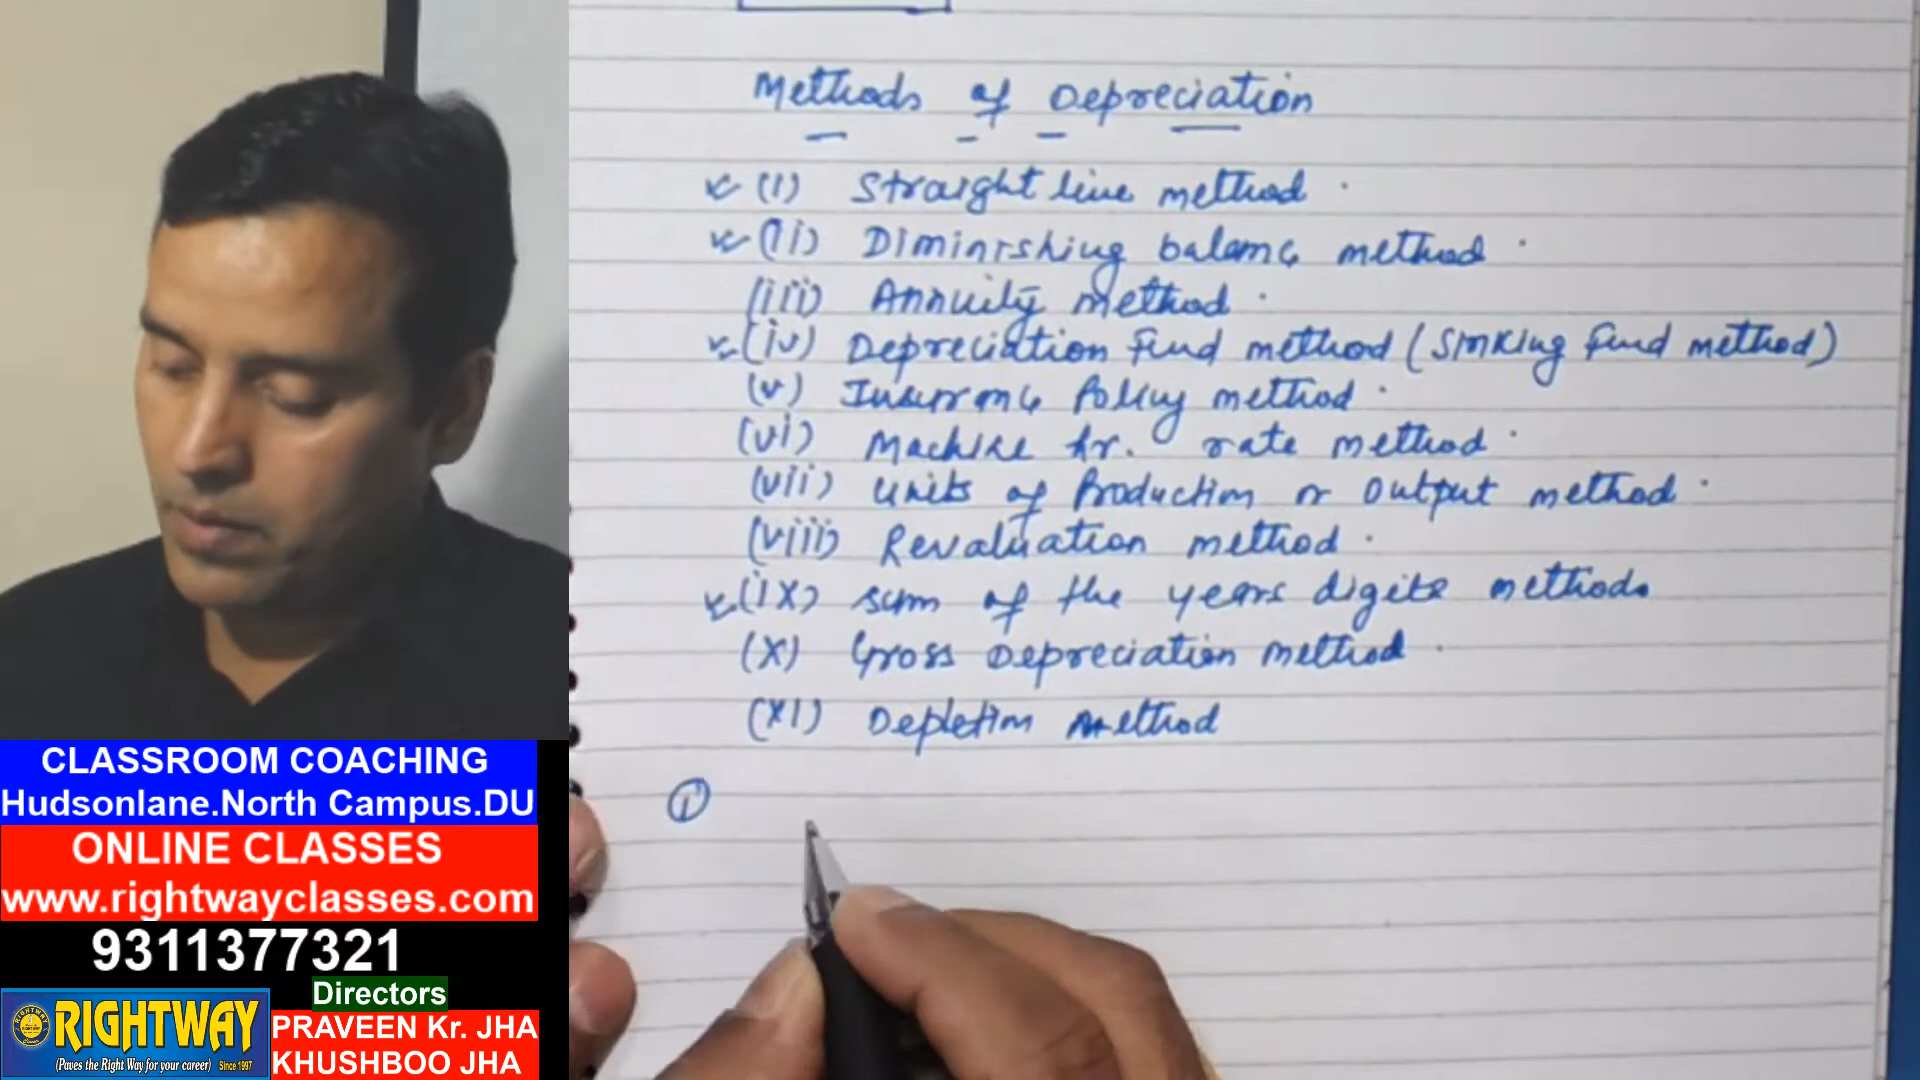 Methods of Depreciation
(i) Straight line method
(ii) Diminishing balance method
(iii) Annuity method
(iv) Depreciation Fund method (Sinking Fund method)
(v) Insurance Policy method
(vi) Machine hr. rate method
(vii) Units of Production or Output method
(viii) Revaluation method
(ix) Sum of the years digits methods
(x) Gross Depreciation method
(xi) Depletion Method
①
CLASSROOM COACHING
Hudsonlane.North Campus.DU
ONLINE CLASSES
www.rightwayclasses.com
9311377321
Directors
PRAVEEN Kr. JHA
KHUSHBOO JHA
RIGHTWAY
(Paves the Right Way for your career) Since 1997